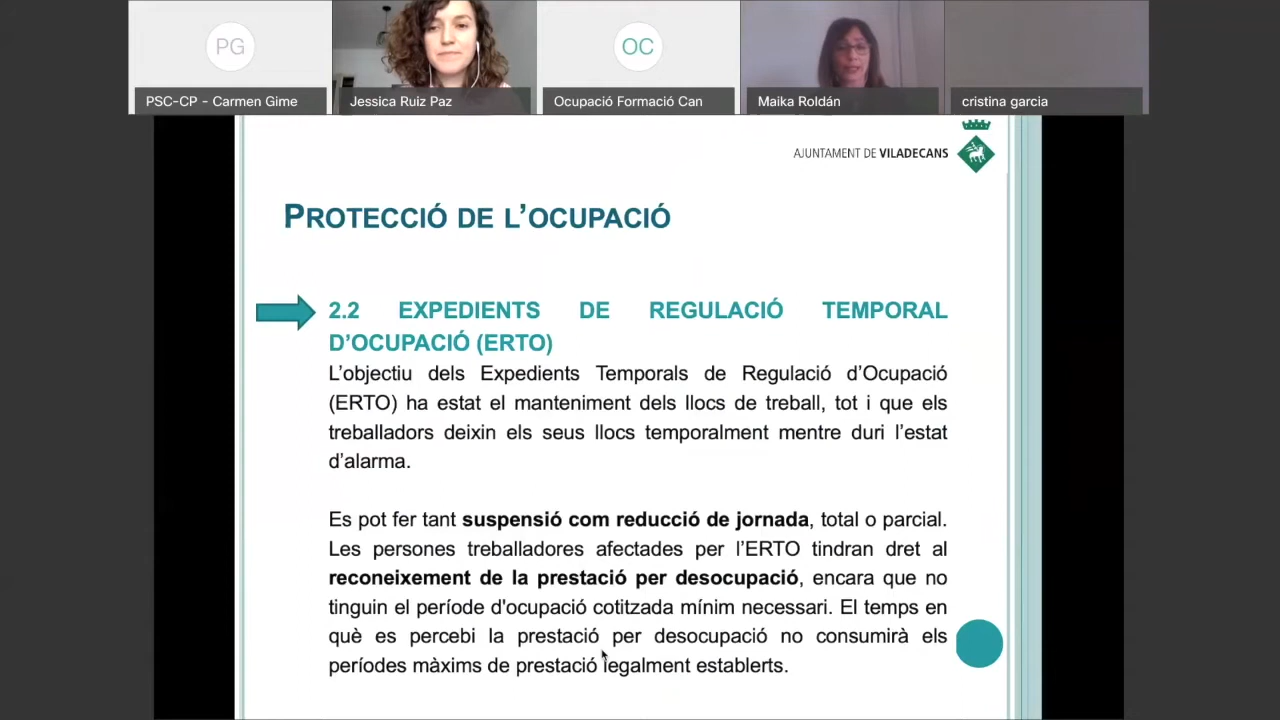 PG
OC
PSC-CP - Carmen Gime
Jessica Ruiz Paz
Ocupació Formació Can
Maika Roldán
cristina garcia
AJUNTAMENT DE VILADECANS
PROTECCIÓ DE L'OCUPACIÓ
2.2 EXPEDIENTS DE REGULACIÓ TEMPORAL
D'OCUPACIÓ (ERTO)
L'objectiu dels Expedients Temporals de Regulació d'Ocupació
(ERTO) ha estat el manteniment dels llocs de treball, tot i que els
treballadors deixin els seus llocs temporalment mentre duri l'estat
d'alarma.
Es pot fer tant suspensió com reducció de jornada, total o parcial.
Les persones treballadores afectades per l'ERTO tindran dret al
reconeixement de la prestació per desocupació, encara que no
tinguin el període d'ocupació cotitzada mínim necessari. El temps en
què es percebi la prestació per desocupació no consumirà els
períodes màxims de prestació legalment establerts.